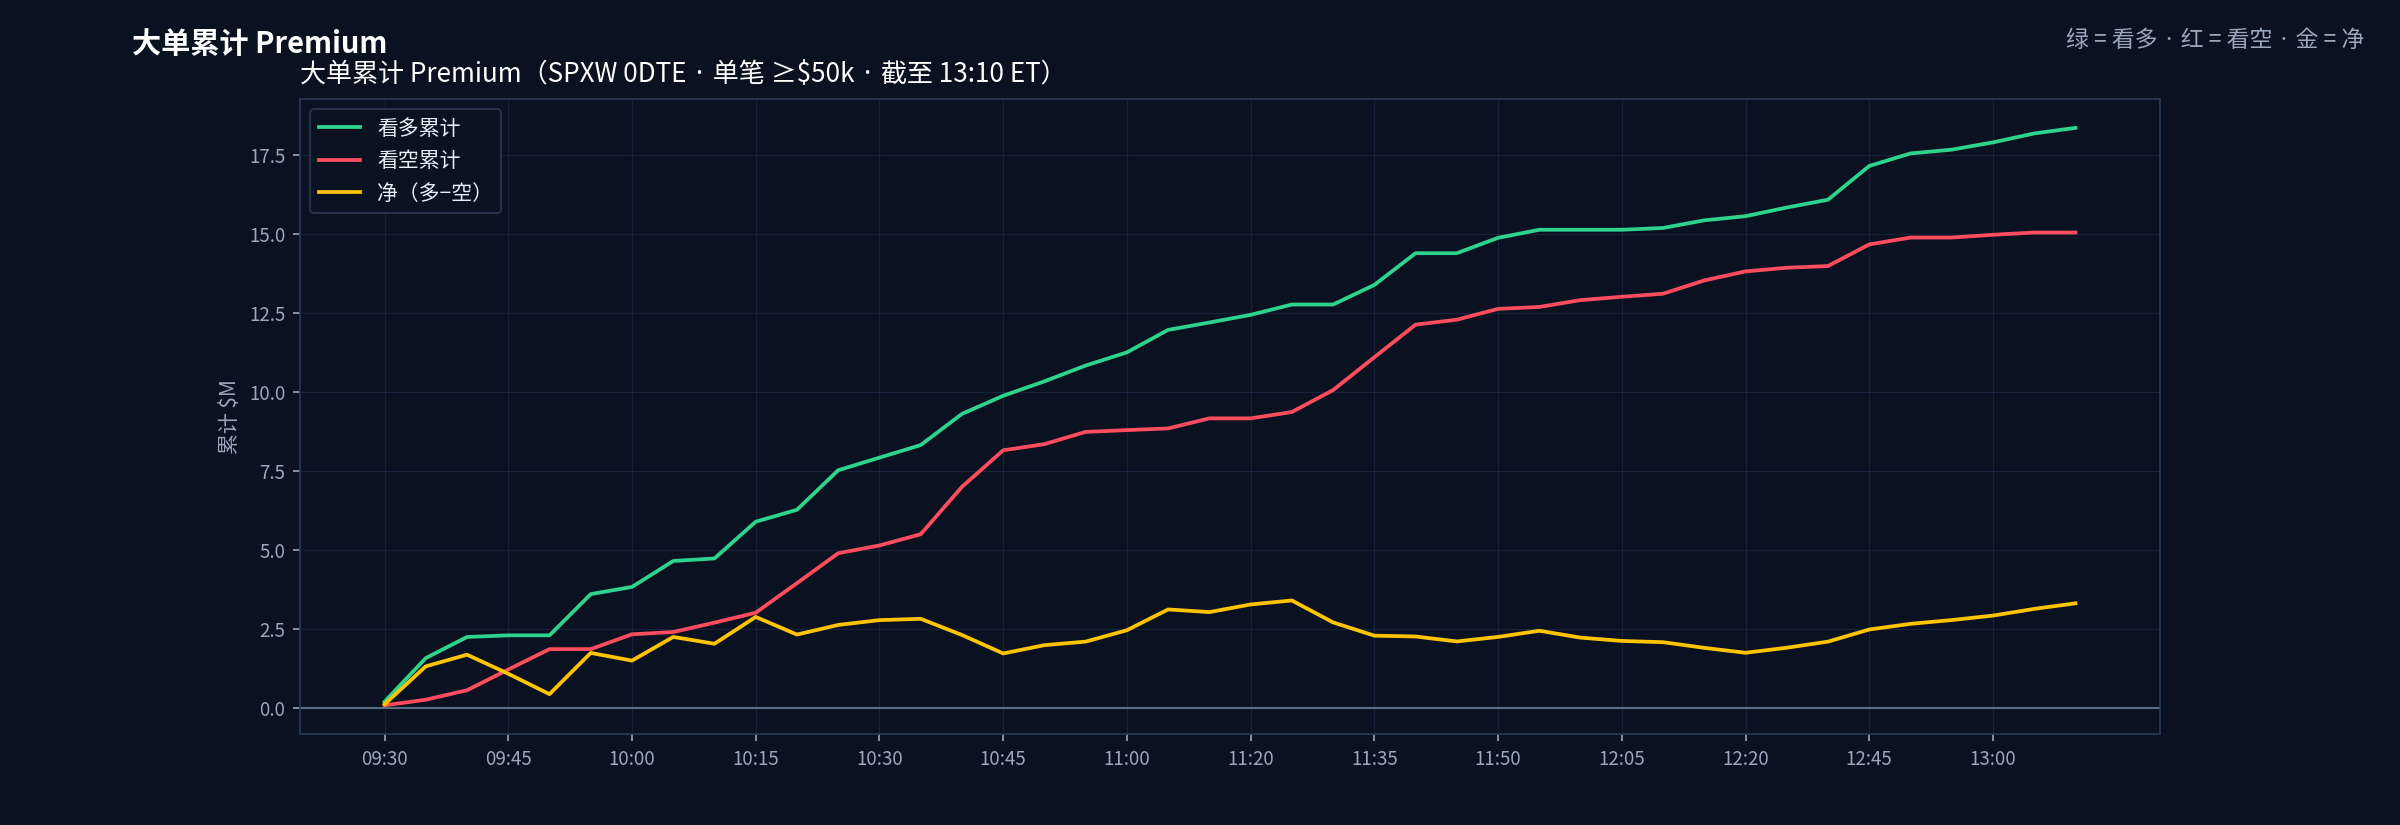 大单累计 Premium
绿 = 看多 · 红 = 看空 · 金 = 净
大单累计 Premium（SPXW 0DTE · 单笔 ≥$50k · 截至 13:10 ET）
看多累计
看空累计
净（多−空）
累计 $M
17.5
15.0
12.5
10.0
7.5
5.0
2.5
0.0
09:30 09:45 10:00 10:15 10:30 10:45 11:00 11:20 11:35 11:50 12:05 12:20 12:45 13:00